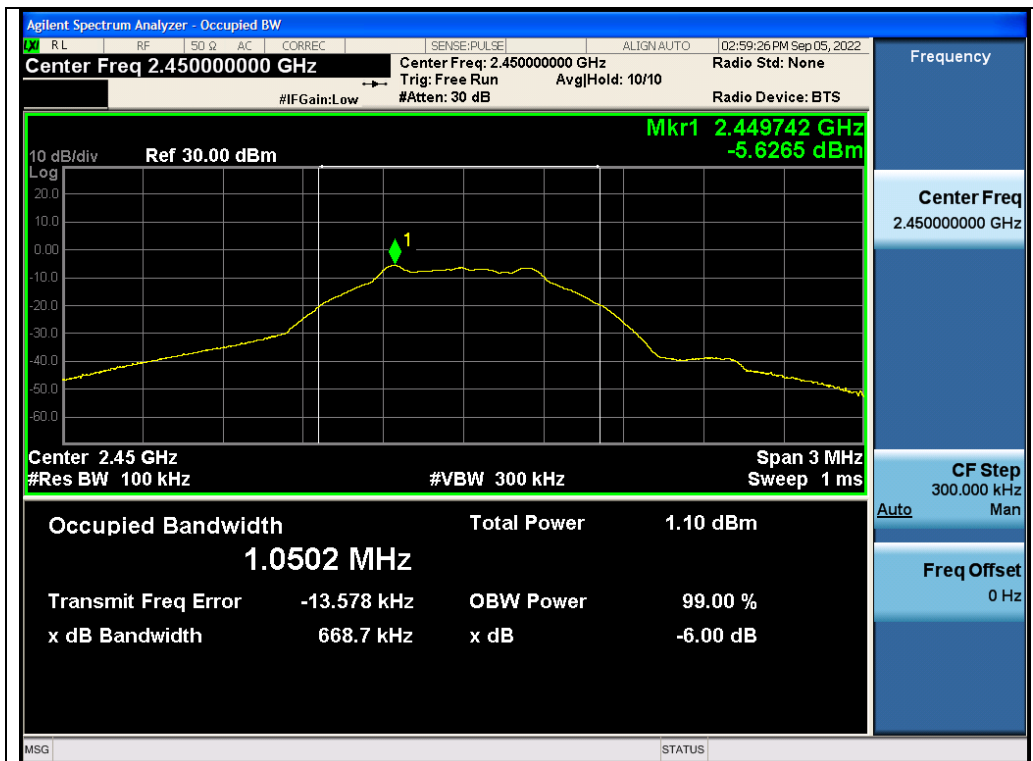 Agilent Spectrum Analyzer - Occupied BW
LXI RL RF 50 Ω AC CORREC SENSE:PULSE ALIGN AUTO 02:59:26 PM Sep 05, 2022
Center Freq 2.450000000 GHz
Center Freq: 2.450000000 GHz
Radio Std: None
Trig: Free Run Avg|Hold: 10/10
#IFGain:Low
#Atten: 30 dB
Radio Device: BTS
Mkr1 2.449742 GHz
-5.6265 dBm
10 dB/div Ref 30.00 dBm
Log
20.0
10.0
0.00
-10.0
-20.0
-30.0
-40.0
-50.0
-60.0
1
Center 2.45 GHz
Span 3 MHz
#Res BW 100 kHz
#VBW 300 kHz
Sweep 1 ms
Occupied Bandwidth
Total Power 1.10 dBm
1.0502 MHz
Transmit Freq Error -13.578 kHz
OBW Power 99.00 %
x dB Bandwidth 668.7 kHz
x dB -6.00 dB
MSG
STATUS
Frequency
Center Freq
2.450000000 GHz
CF Step
300.000 kHz
Auto Man
Freq Offset
0 Hz